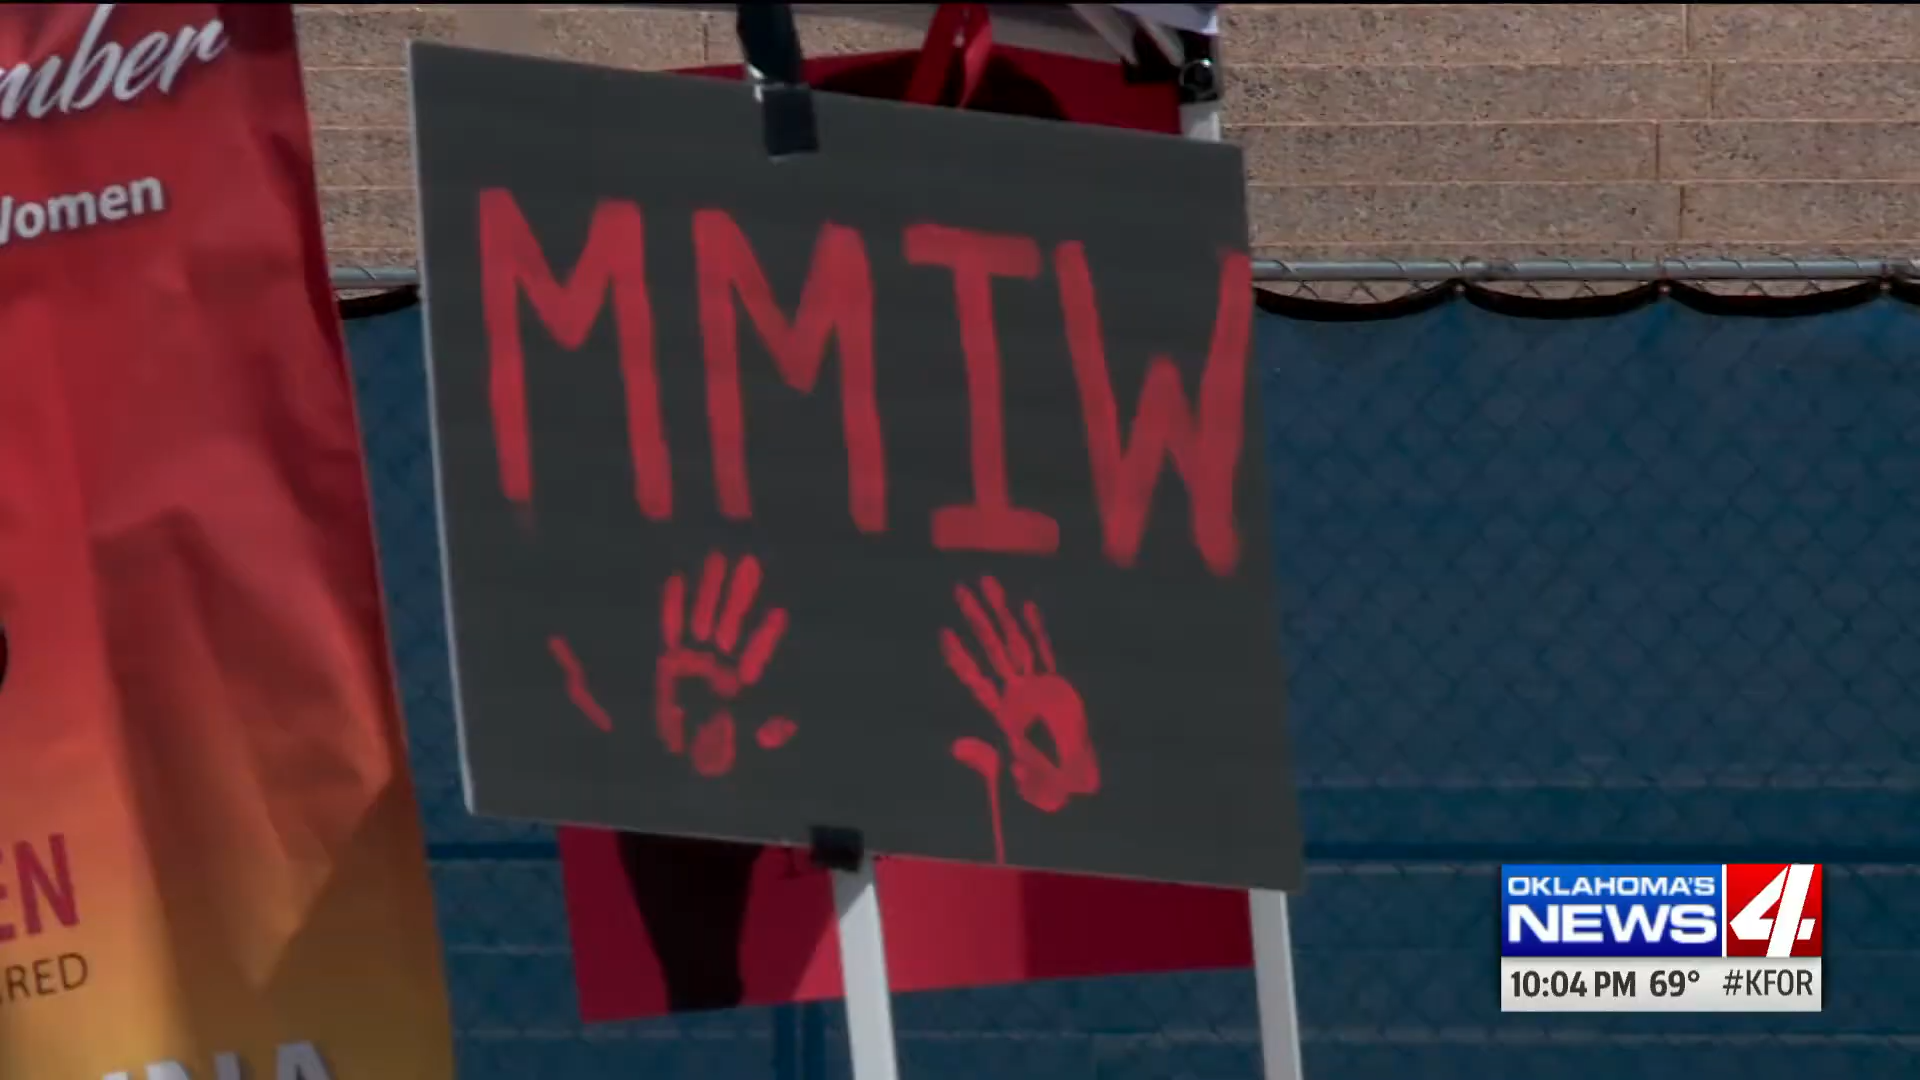 mber
Women
MMIW
EN
RED
OKLAHOMA'S
NEWS 4
10:04 PM 69° #KFOR